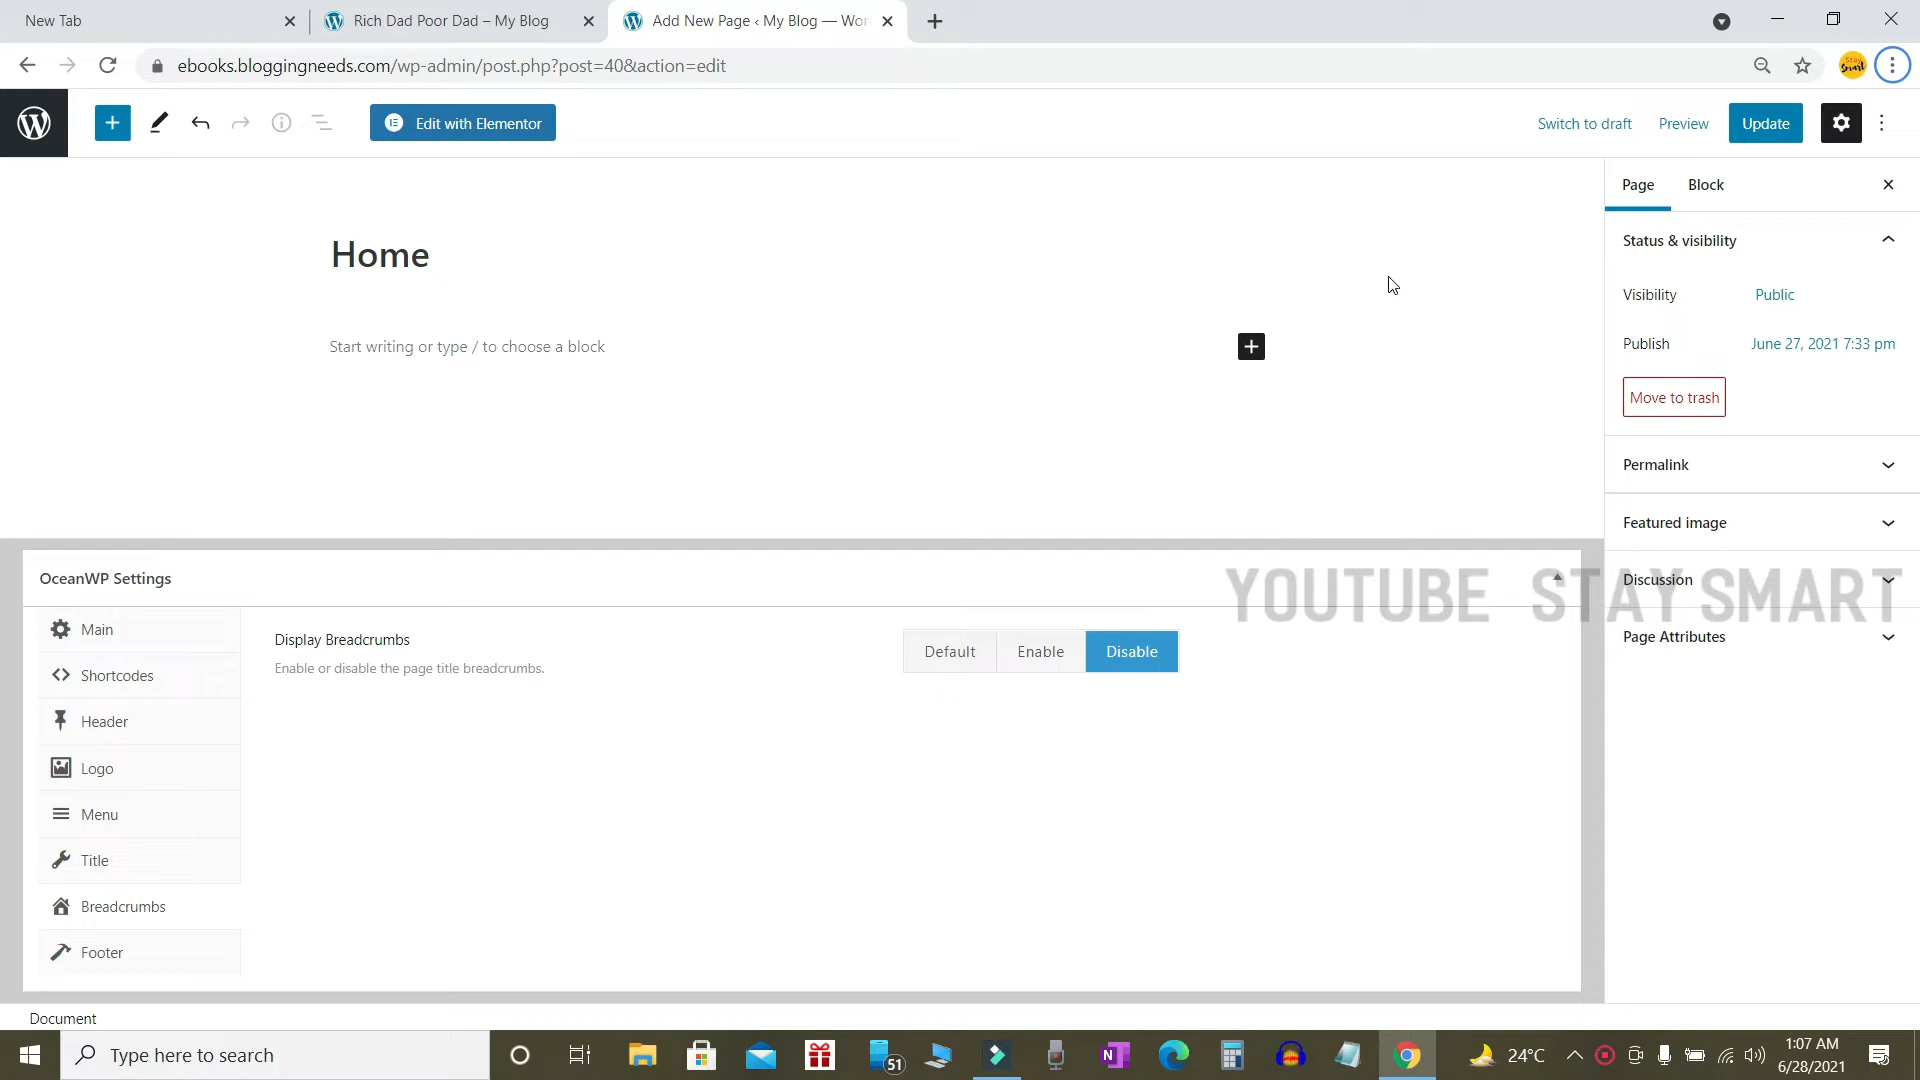 New Tab
Rich Dad Poor Dad – My Blog
Add New Page ‹ My Blog — Wor
ebooks.bloggingneeds.com/wp-admin/post.php?post=40&action=edit
Edit with Elementor
Switch to draft
Preview
Update
Page
Block
Status & visibility
Home
Visibility
Public
Start writing or type / to choose a block
Publish
June 27, 2021 7:33 pm
Move to trash
Permalink
Featured image
OceanWP Settings
Discussion
YOUTUBE STAY SMART
Main
Display Breadcrumbs
Default
Enable
Disable
Page Attributes
Enable or disable the page title breadcrumbs.
Shortcodes
Header
Logo
Menu
Title
Breadcrumbs
Footer
Document
Type here to search
51
24°C
1:07 AM
6/28/2021